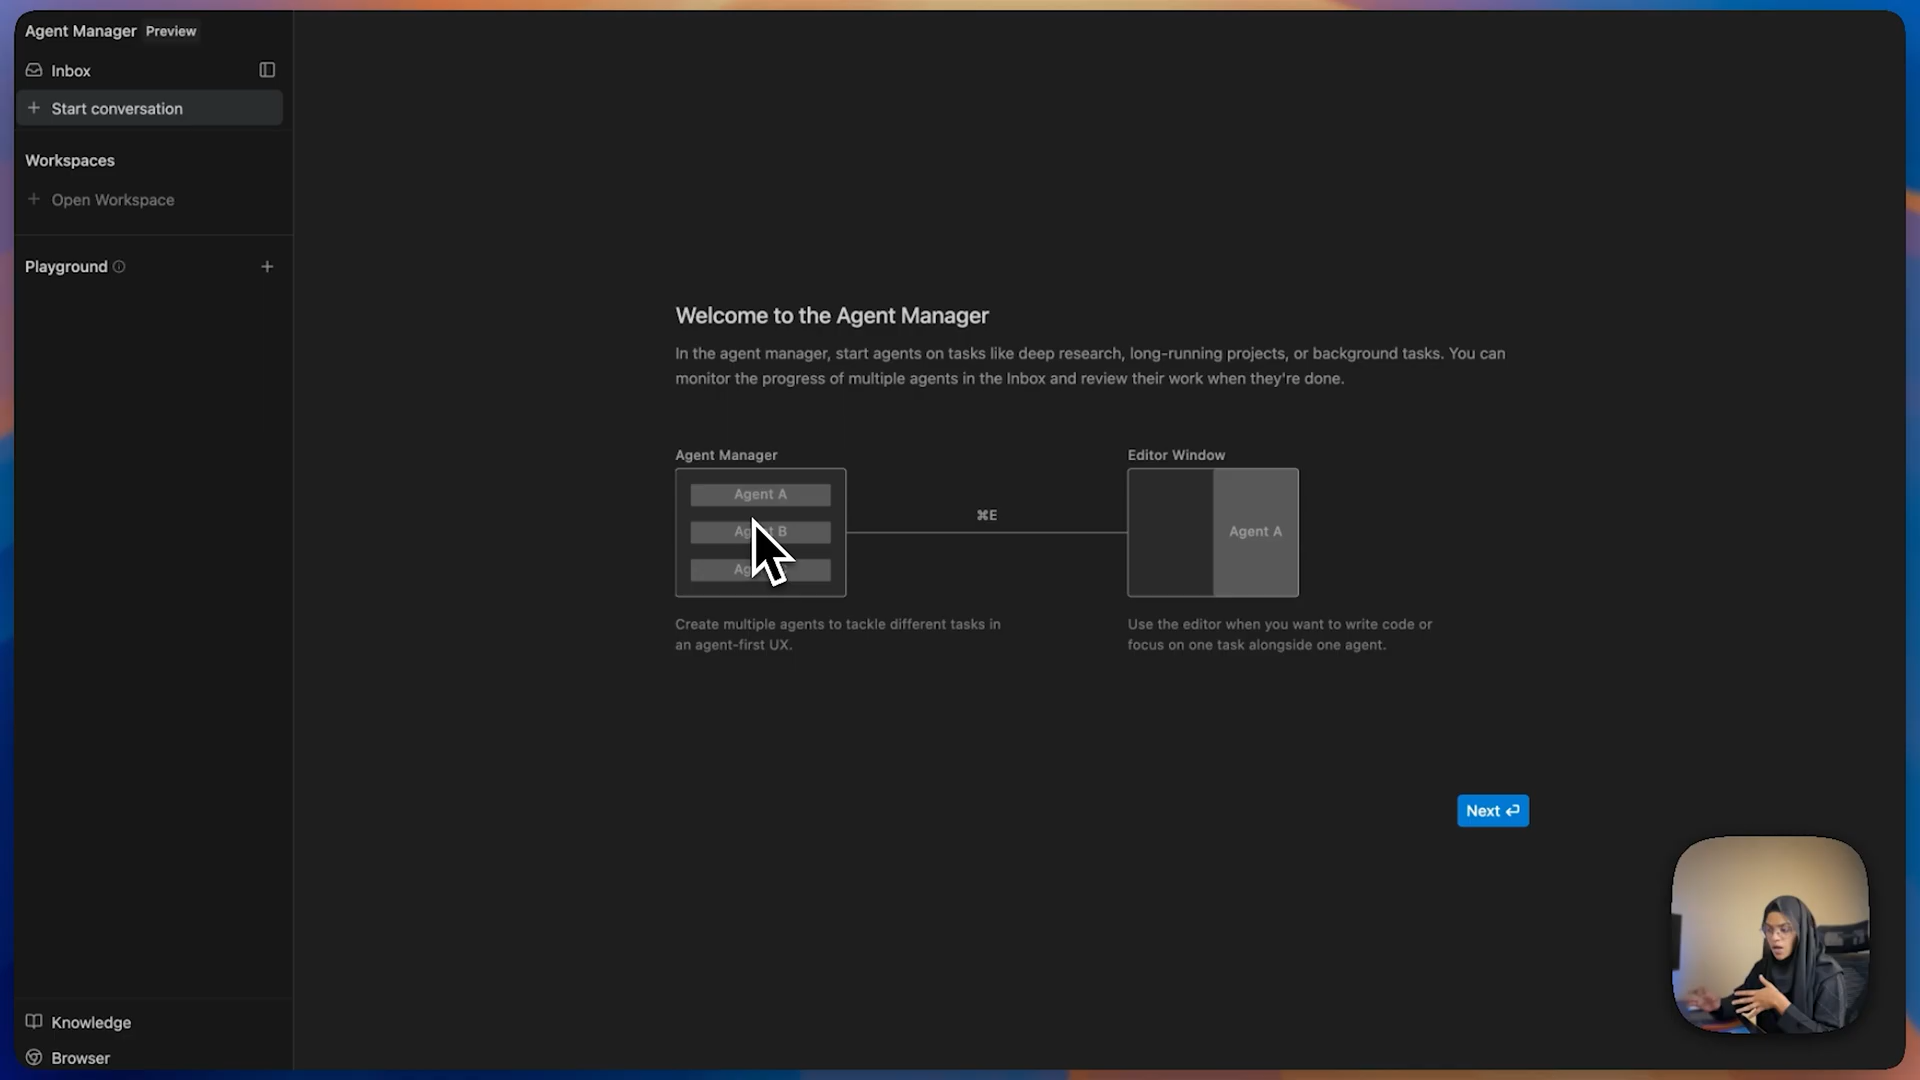 Agent Manager Preview
Inbox
Start conversation
Workspaces
Open Workspace
Playground
Welcome to the Agent Manager
In the agent manager, start agents on tasks like deep research, long-running projects, or background tasks. You can
monitor the progress of multiple agents in the Inbox and review their work when they're done.
Agent Manager
Agent A
Create multiple agents to tackle different tasks in
an agent-first UX.
⌘E
Editor Window
Agent A
Use the editor when you want to write code or
focus on one task alongside one agent.
Next
Knowledge
Browser